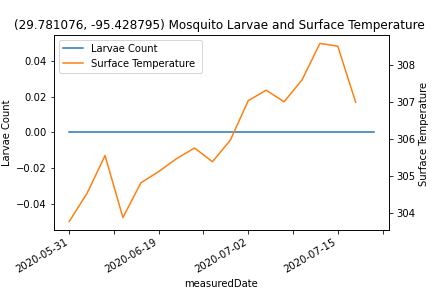 (29.781076, -95.428795) Mosquito Larvae and Surface Temperature
Larvae Count
Surface Temperature
0.04
0.02
0.00
−0.02
−0.04
Larvae Count
308
307
306
305
304
Surface Temperature
2020-05-31
2020-06-19
2020-07-02
2020-07-15
measuredDate